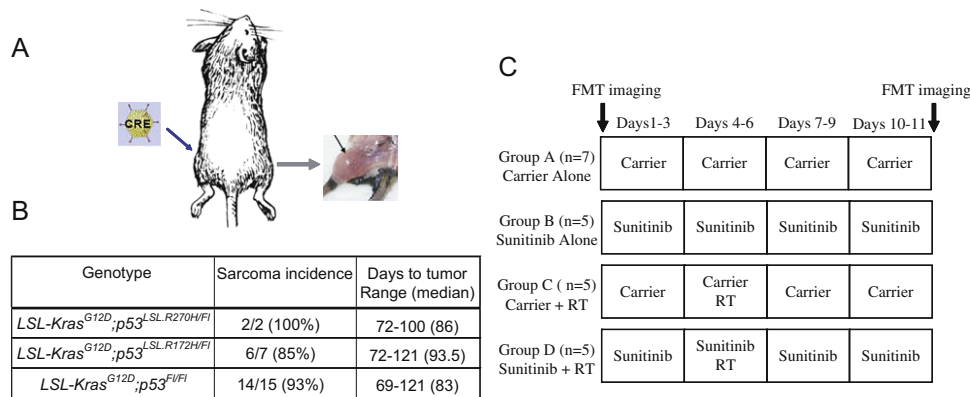 A
CRE
B
Genotype Sarcoma incidence Days to tumor Range (median)
LSL-Kras^G12D;p53^LSL.R270H/Fl 2/2 (100%) 72-100 (86)
LSL-Kras^G12D;p53^LSL.R172H/Fl 6/7 (85%) 72-121 (93.5)
LSL-Kras^G12D;p53^Fl/Fl 14/15 (93%) 69-121 (83)
C
FMT imaging FMT imaging
Days1-3 Days 4-6 Days 7-9 Days 10-11
Group A (n=7)
Carrier Alone
Carrier Carrier Carrier Carrier
Group B (n=5)
Sunitinib Alone
Sunitinib Sunitinib Sunitinib Sunitinib
Group C ( n=5)
Carrier + RT
Carrier Carrier RT Carrier Carrier
Group D (n=5)
Sunitinib + RT
Sunitinib Sunitinib RT Sunitinib Sunitinib